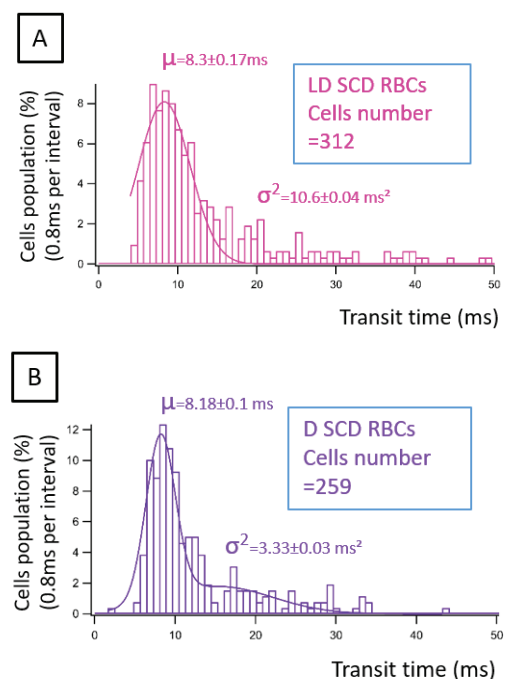 A
μ=8.3±0.17ms
LD SCD RBCs
Cells number
=312
σ²=10.6±0.04 ms²
Cells population (%)
(0.8ms per interval)
8
6
4
2
0
0 10 20 30 40 50
Transit time (ms)
B
μ=8.18±0.1 ms
D SCD RBCs
Cells number
=259
σ²=3.33±0.03 ms²
Cells population (%)
(0.8ms per interval)
12
10
8
6
4
2
0
0 10 20 30 40 50
Transit time (ms)